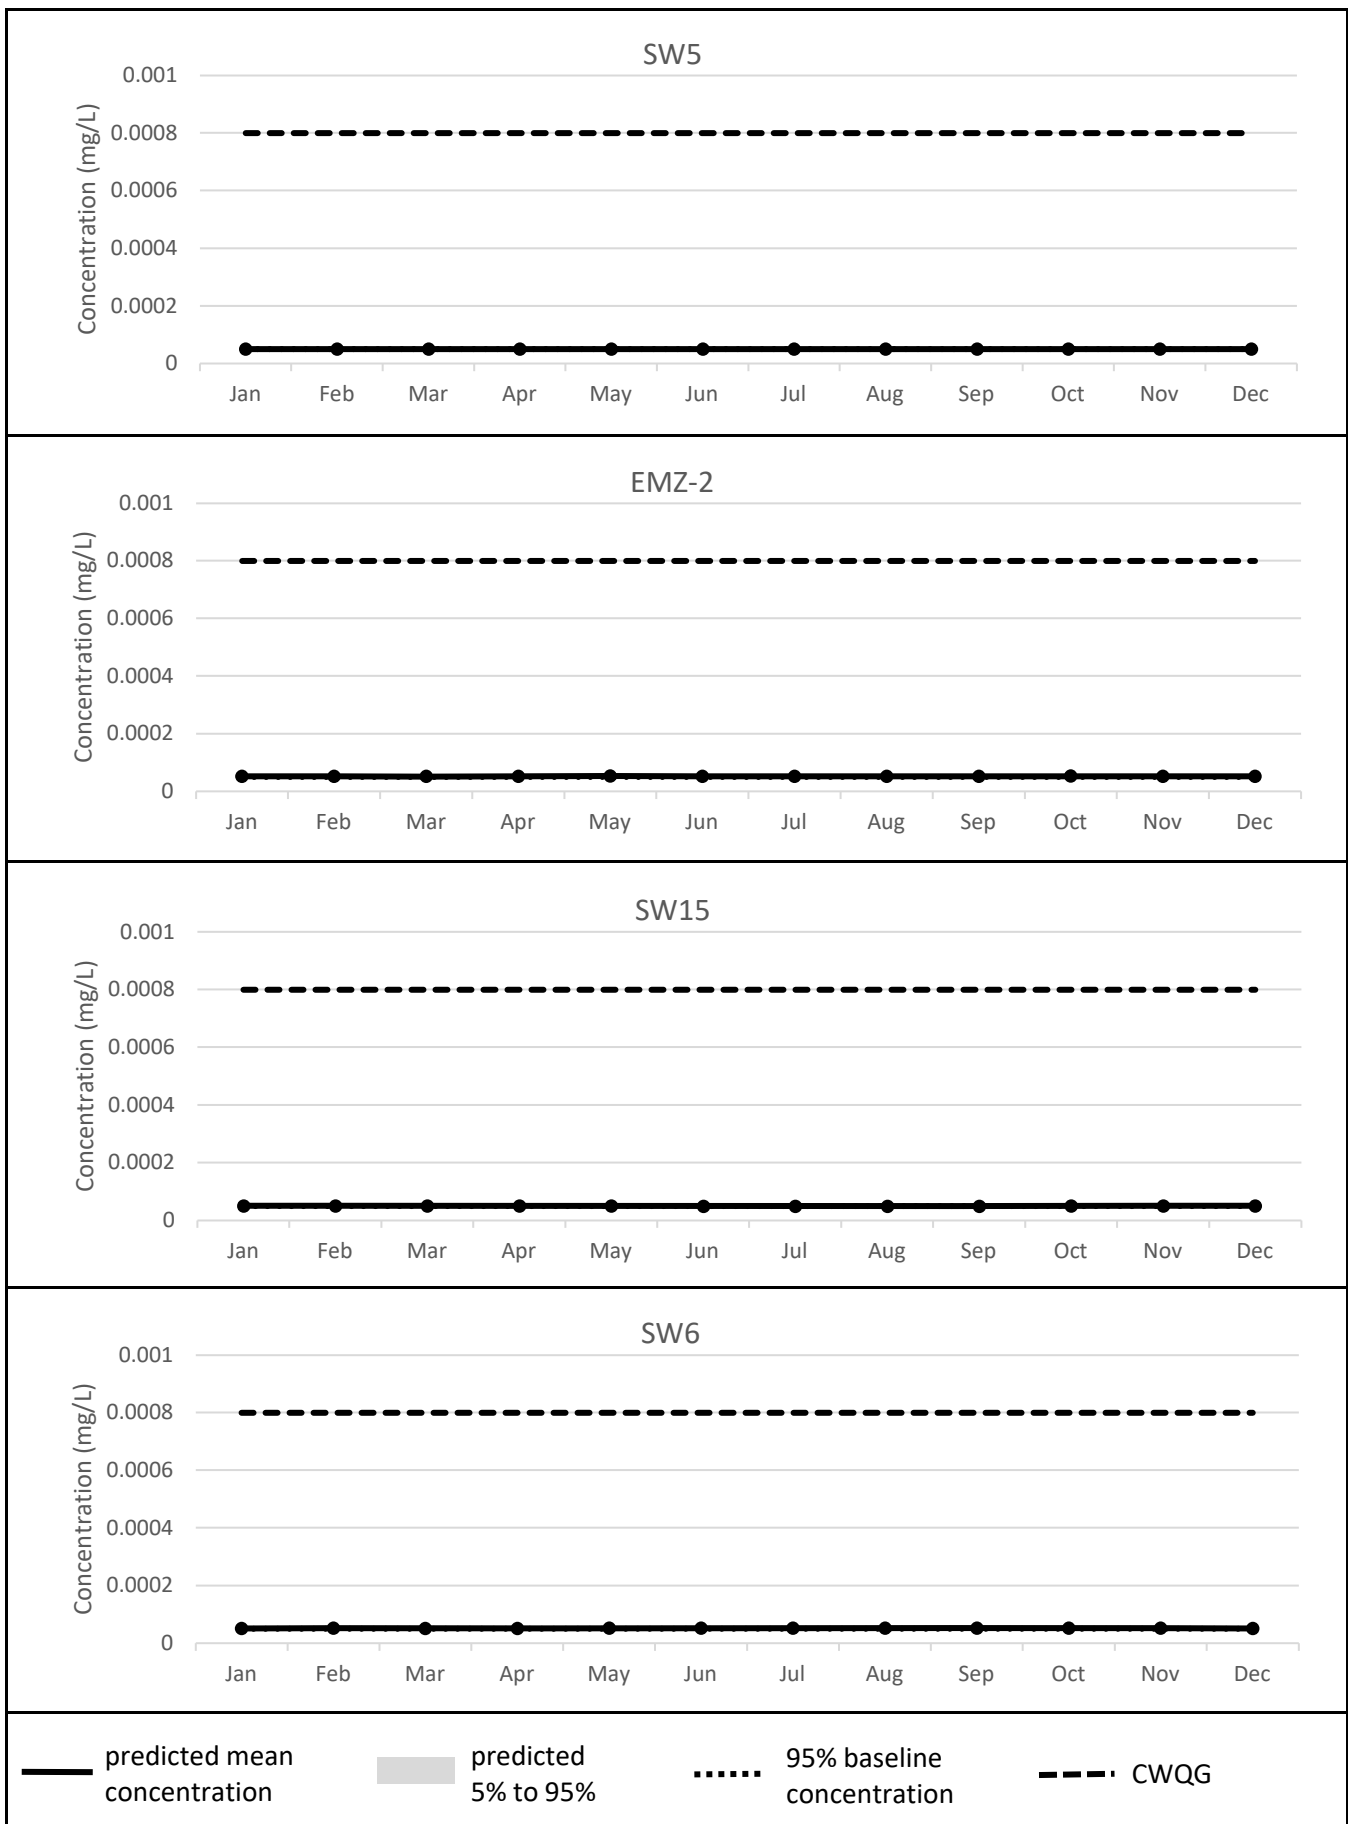 SW5
Concentration (mg/L)
0.001
0.0008
0.0006
0.0004
0.0002
0
Jan Feb Mar Apr May Jun Jul Aug Sep Oct Nov Dec
EMZ-2
Concentration (mg/L)
0.001
0.0008
0.0006
0.0004
0.0002
0
Jan Feb Mar Apr May Jun Jul Aug Sep Oct Nov Dec
SW15
Concentration (mg/L)
0.001
0.0008
0.0006
0.0004
0.0002
0
Jan Feb Mar Apr May Jun Jul Aug Sep Oct Nov Dec
SW6
Concentration (mg/L)
0.001
0.0008
0.0006
0.0004
0.0002
0
Jan Feb Mar Apr May Jun Jul Aug Sep Oct Nov Dec
predicted mean
concentration
predicted
5% to 95%
95% baseline
concentration
CWQG